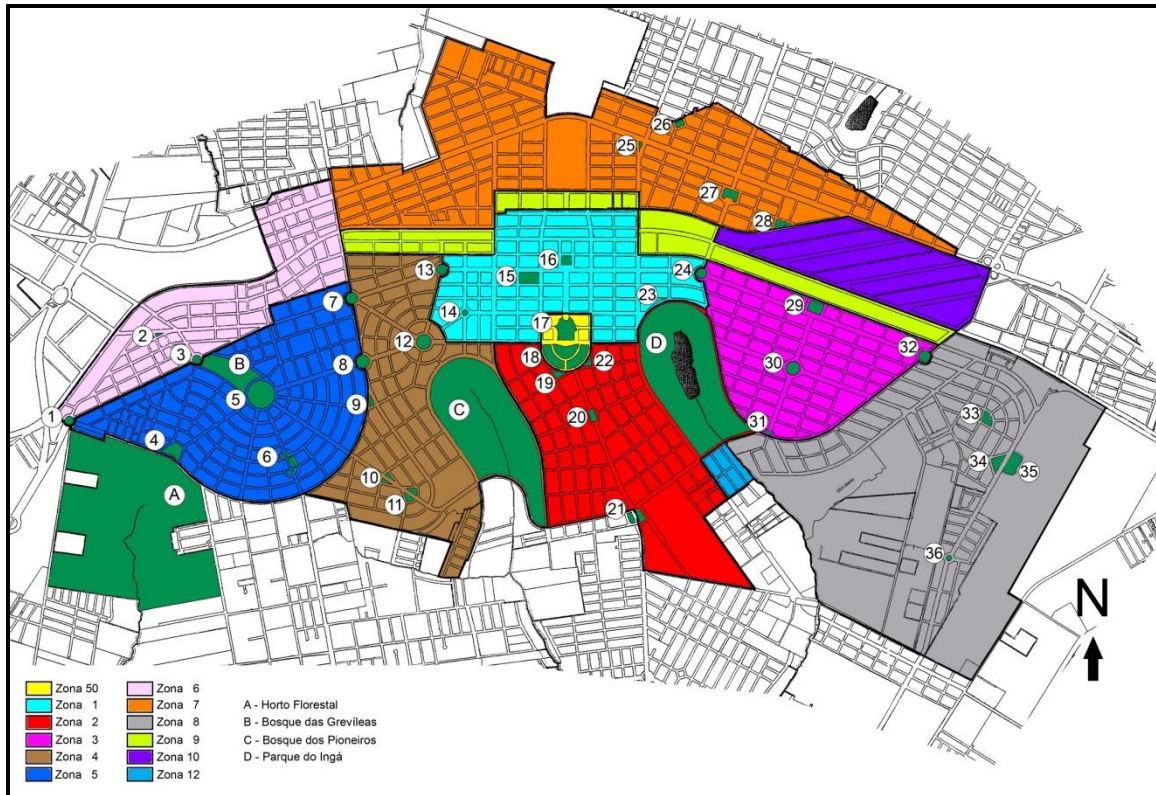 26
25
27
28
13
16
24
2
15
7
14
23
29
17
3
B
12
D
8
18
22
32
30
5
19
9
C
1
20
31
33
4
6
10
34
35
A
11
21
36
N
Zona 50
Zona 1
Zona 2
Zona 3
Zona 4
Zona 5
Zona 6
Zona 7
Zona 8
Zona 9
Zona 10
Zona 12
A - Horto Florestal
B - Bosque das Grevíleas
C - Bosque dos Pioneiros
D - Parque do Ingá